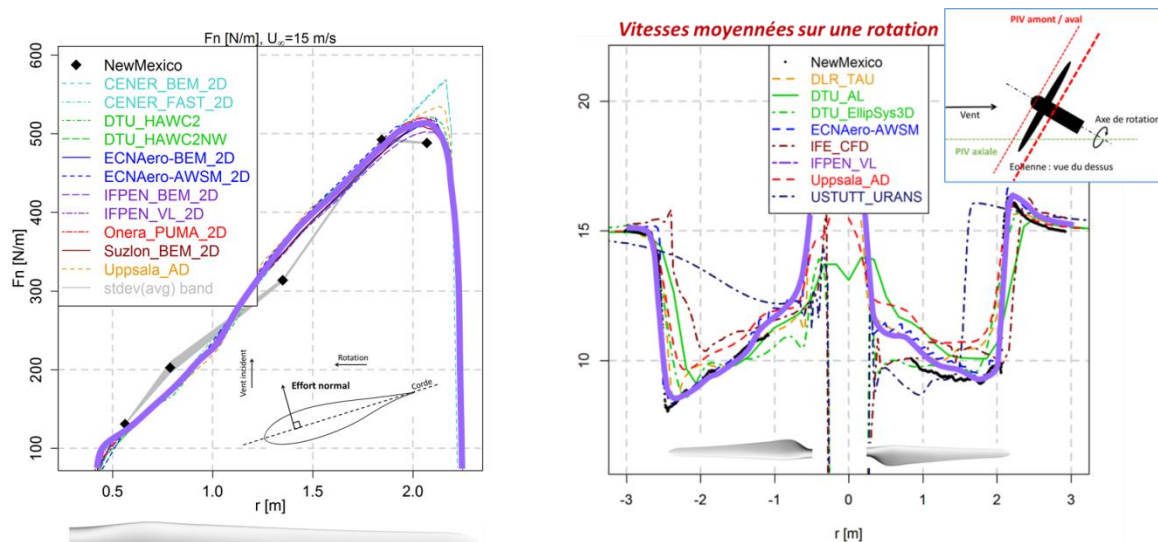 Fn [N/m], U∞=15 m/s
Fn [N/m]
600
500
400
300
200
100
NewMexico
CENER_BEM_2D
CENER_FAST_2D
DTU_HAWC2
DTU_HAWC2NW
ECNAero-BEM_2D
ECNAero-AWSM_2D
IFPEN_BEM_2D
IFPEN_VL_2D
Onera_PUMA_2D
Suzlon_BEM_2D
Uppsala_AD
stdev(avg) band
Vent incident
Rotation
Effort normal
Corde
0.5 1.0 1.5 2.0
r [m]
Vitesses moyennées sur une rotation
20
15
10
NewMexico
DLR_TAU
DTU_AL
DTU_EllipSys3D
ECNAero-AWSM
IFE_CFD
IFPEN_VL
Uppsala_AD
USTUTT_URANS
PIV amont / aval
Vent
Axe de rotation
PIV axiale
Eolienne : vue du dessus
-3 -2 -1 0 1 2 3
r [m]